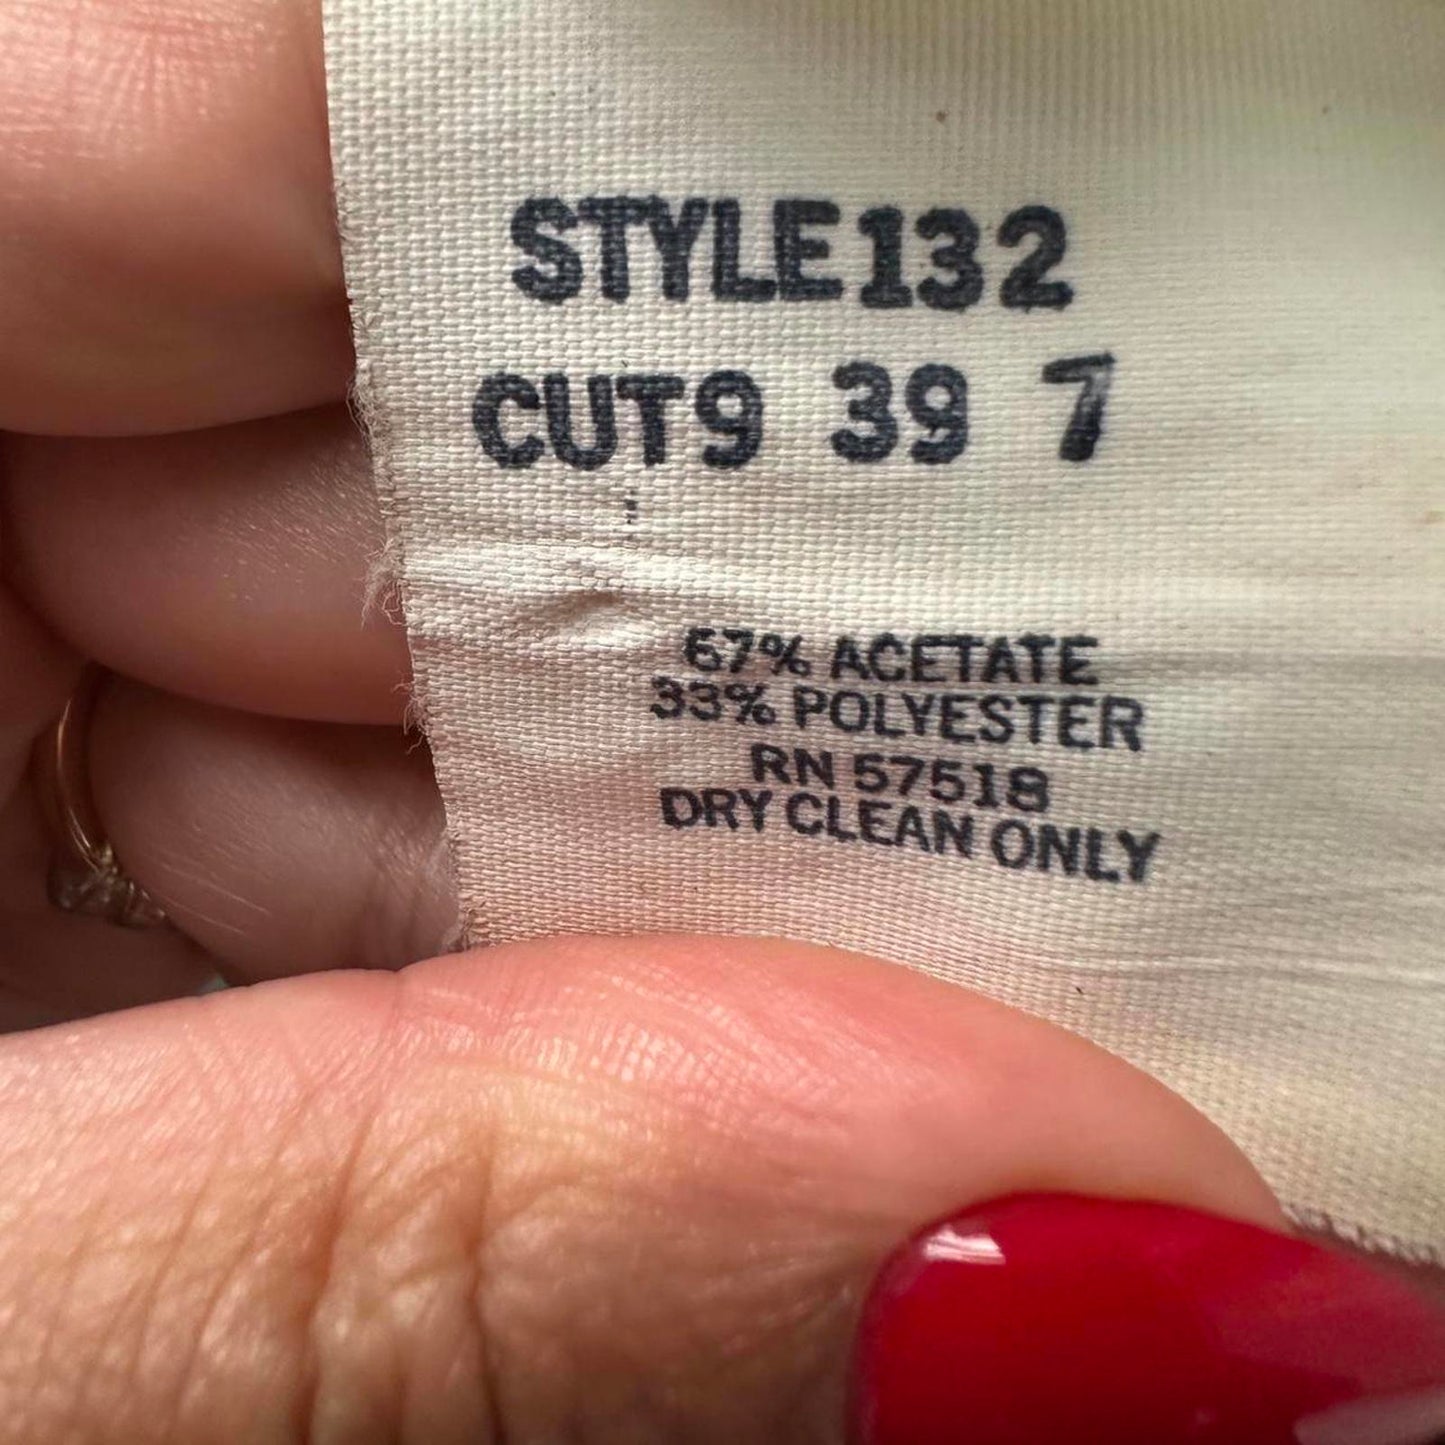 STYLE132
CUT9 39 7
67% ACETATE
33% POLYESTER
RN 57518
DRY CLEAN ONLY